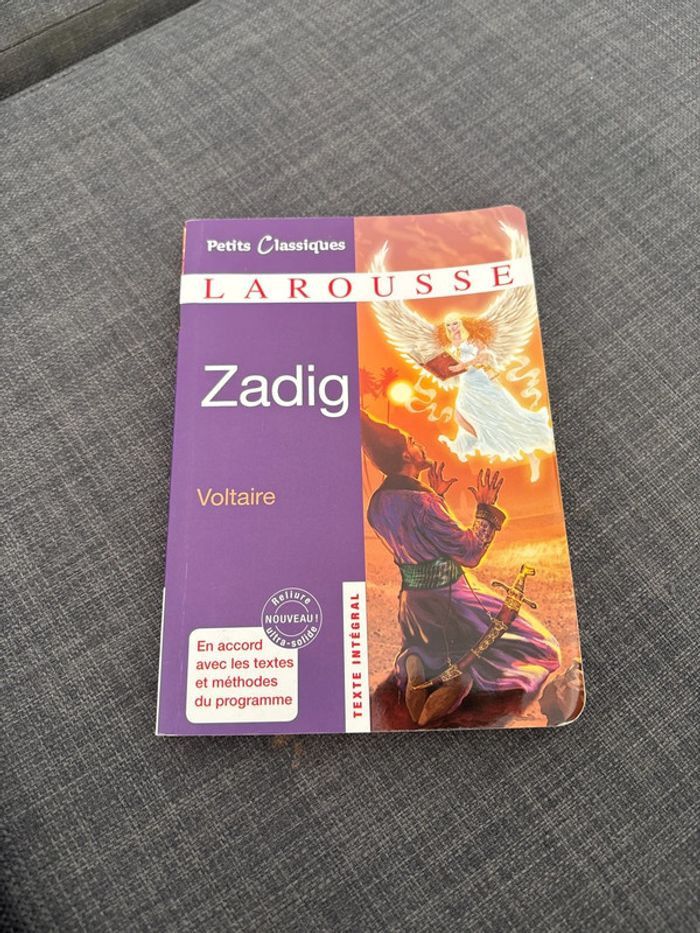 Petits Classiques
LAROUSSE
Zadig
Voltaire
Reliure
NOUVEAU !
ultra-solide
En accord
avec les textes
et méthodes
du programme
TEXTE INTÉGRAL